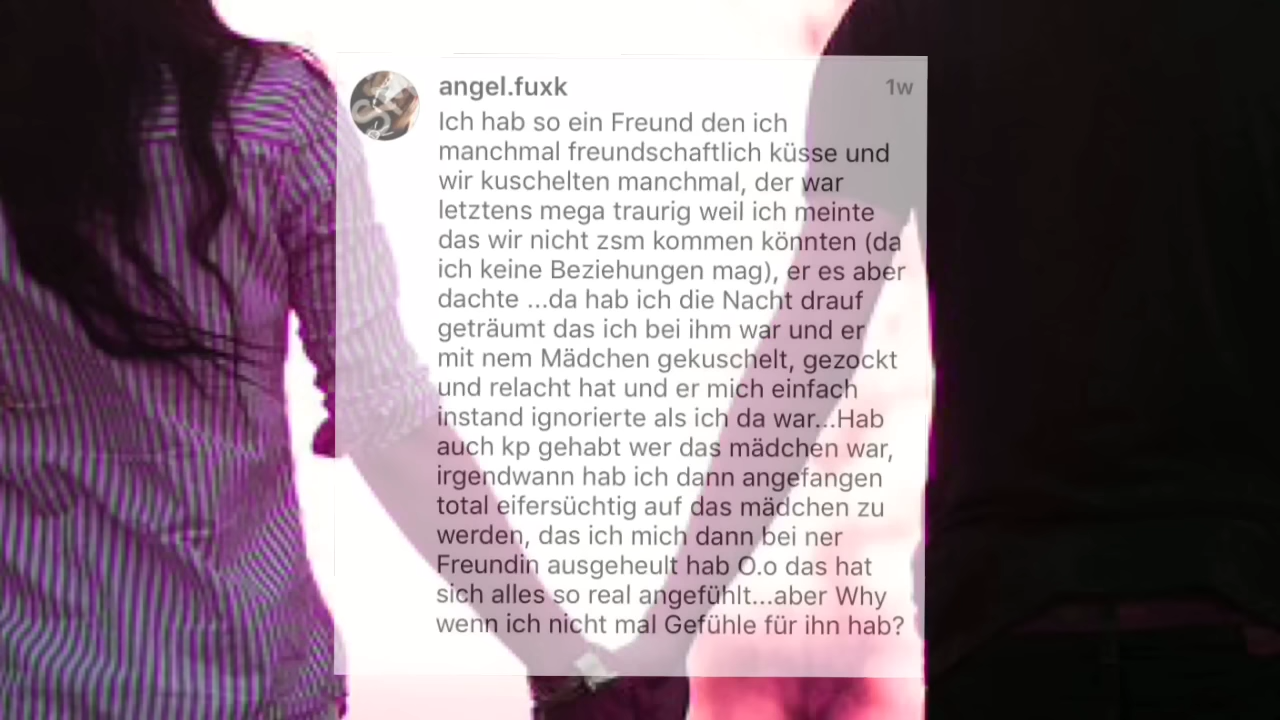 angel.fuxk 1w
Ich hab so ein Freund den ich
manchmal freundschaftlich küsse und
wir kuschelten manchmal, der war
letztens mega traurig weil ich meinte
das wir nicht zsm kommen könnten (da
ich keine Beziehungen mag), er es aber
dachte ...da hab ich die Nacht drauf
geträumt das ich bei ihm war und er
mit nem Mädchen gekuschelt, gezockt
und relacht hat und er mich einfach
instand ignorierte als ich da war...Hab
auch kp gehabt wer das mädchen war,
irgendwann hab ich dann angefangen
total eifersüchtig auf das mädchen zu
werden, das ich mich dann bei ner
Freundin ausgeheult hab O.o das hat
sich alles so real angefühlt...aber Why
wenn ich nicht mal Gefühle für ihn hab?